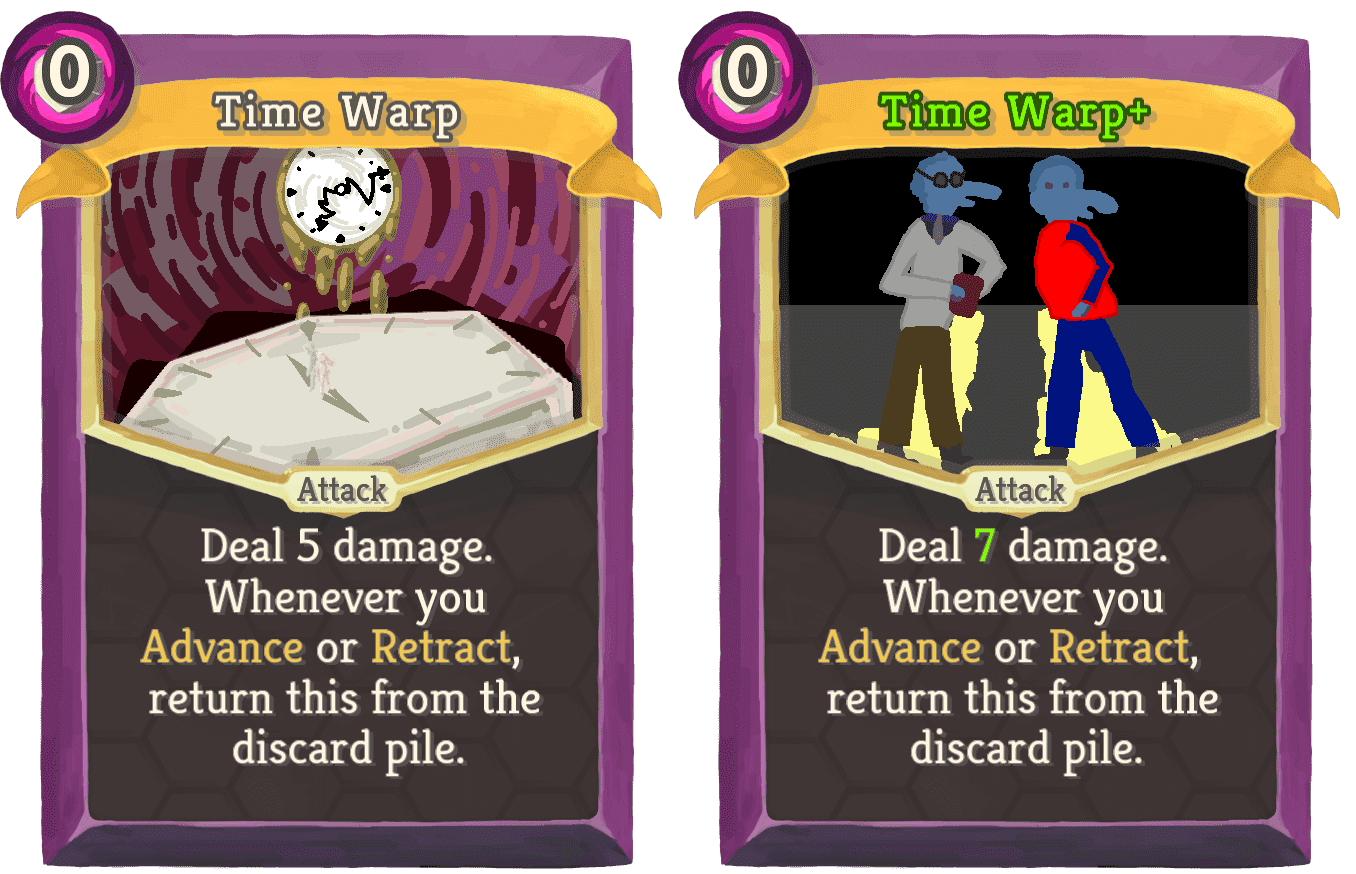 0
Time Warp
Attack
Deal 5 damage.
Whenever you
Advance or Retract,
return this from the
discard pile.
0
Time Warp+
Attack
Deal 7 damage.
Whenever you
Advance or Retract,
return this from the
discard pile.